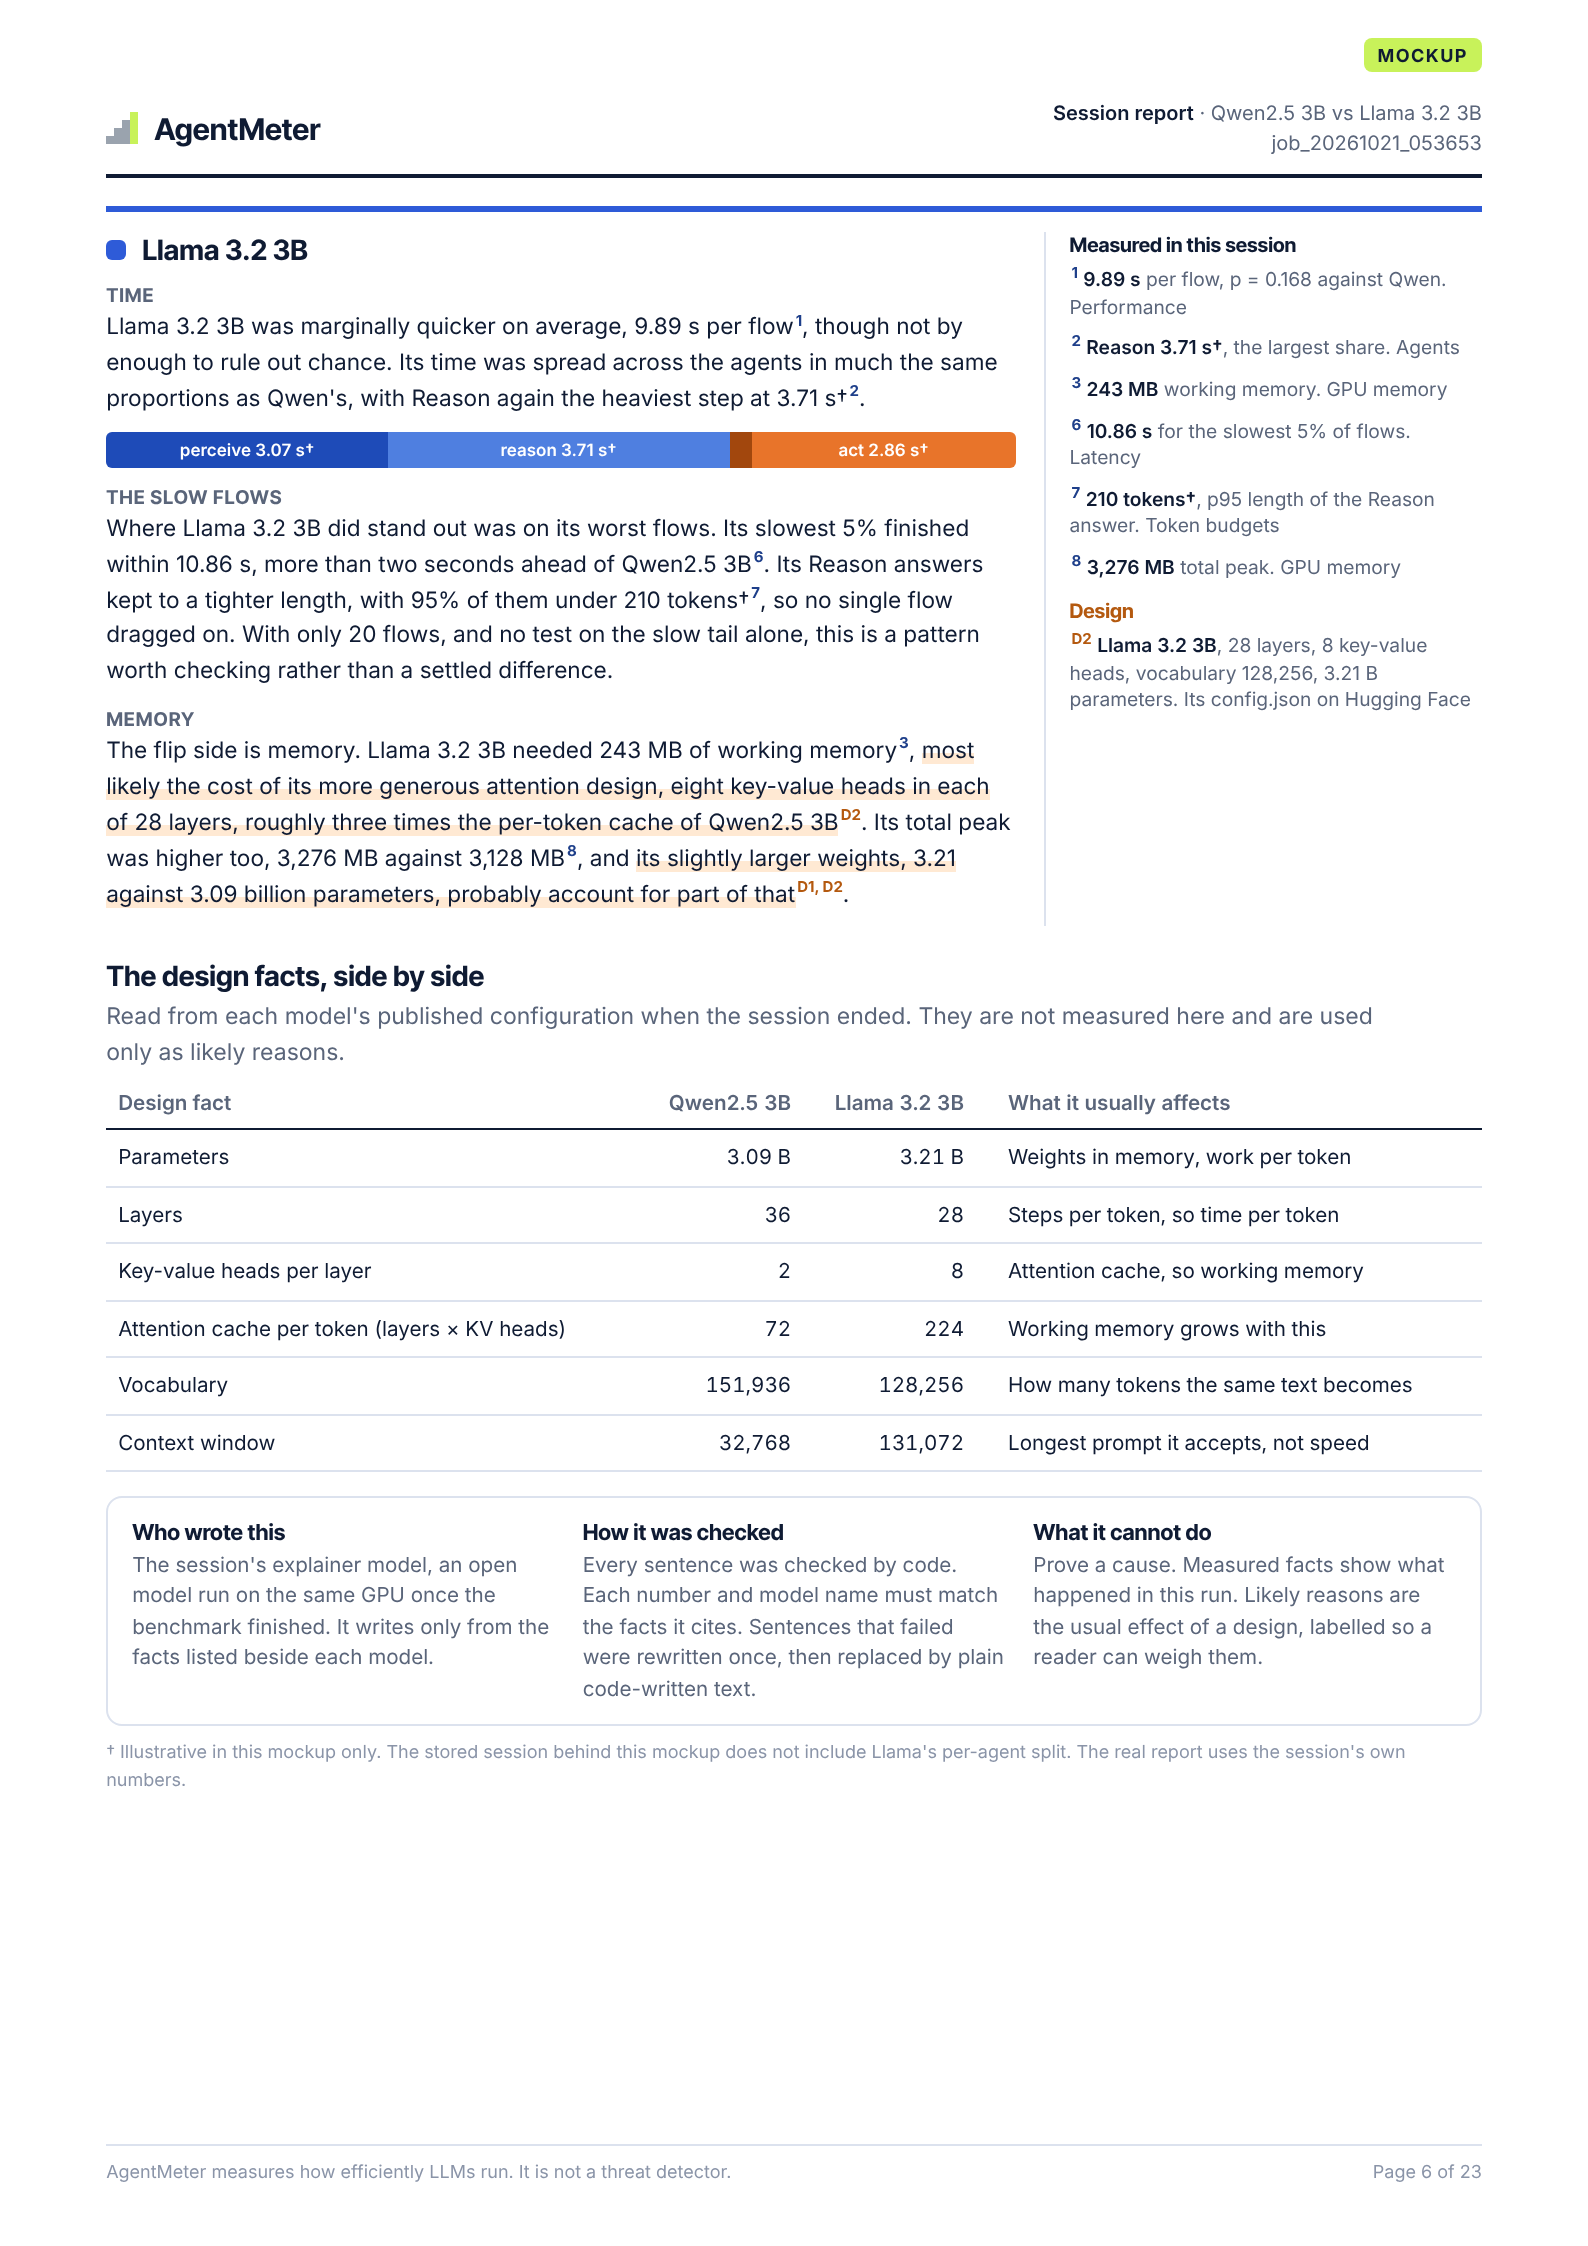 MOCKUP
AgentMeter
Session report · Qwen2.5 3B vs Llama 3.2 3B
job_20261021_053653
Llama 3.2 3B
TIME
Llama 3.2 3B was marginally quicker on average, 9.89 s per flow1, though not by
enough to rule out chance. Its time was spread across the agents in much the same
proportions as Qwen's, with Reason again the heaviest step at 3.71 s†2.
perceive 3.07 s† reason 3.71 s† act 2.86 s†
THE SLOW FLOWS
Where Llama 3.2 3B did stand out was on its worst flows. Its slowest 5% finished
within 10.86 s, more than two seconds ahead of Qwen2.5 3B6. Its Reason answers
kept to a tighter length, with 95% of them under 210 tokens†7, so no single flow
dragged on. With only 20 flows, and no test on the slow tail alone, this is a pattern
worth checking rather than a settled difference.
MEMORY
The flip side is memory. Llama 3.2 3B needed 243 MB of working memory3, most
likely the cost of its more generous attention design, eight key-value heads in each
of 28 layers, roughly three times the per-token cache of Qwen2.5 3BD2. Its total peak
was higher too, 3,276 MB against 3,128 MB8, and its slightly larger weights, 3.21
against 3.09 billion parameters, probably account for part of thatD1, D2.
Measured in this session
1 9.89 s per flow, p = 0.168 against Qwen.
Performance
2 Reason 3.71 s†, the largest share. Agents
3 243 MB working memory. GPU memory
6 10.86 s for the slowest 5% of flows.
Latency
7 210 tokens†, p95 length of the Reason
answer. Token budgets
8 3,276 MB total peak. GPU memory
Design
D2 Llama 3.2 3B, 28 layers, 8 key-value
heads, vocabulary 128,256, 3.21 B
parameters. Its config.json on Hugging Face
The design facts, side by side
Read from each model's published configuration when the session ended. They are not measured here and are used
only as likely reasons.
Design fact Qwen2.5 3B Llama 3.2 3B What it usually affects
Parameters 3.09 B 3.21 B Weights in memory, work per token
Layers 36 28 Steps per token, so time per token
Key-value heads per layer 2 8 Attention cache, so working memory
Attention cache per token (layers × KV heads) 72 224 Working memory grows with this
Vocabulary 151,936 128,256 How many tokens the same text becomes
Context window 32,768 131,072 Longest prompt it accepts, not speed
Who wrote this
The session's explainer model, an open
model run on the same GPU once the
benchmark finished. It writes only from the
facts listed beside each model.
How it was checked
Every sentence was checked by code.
Each number and model name must match
the facts it cites. Sentences that failed
were rewritten once, then replaced by plain
code-written text.
What it cannot do
Prove a cause. Measured facts show what
happened in this run. Likely reasons are
the usual effect of a design, labelled so a
reader can weigh them.
† Illustrative in this mockup only. The stored session behind this mockup does not include Llama's per-agent split. The real report uses the session's own
numbers.
AgentMeter measures how efficiently LLMs run. It is not a threat detector.
Page 6 of 23